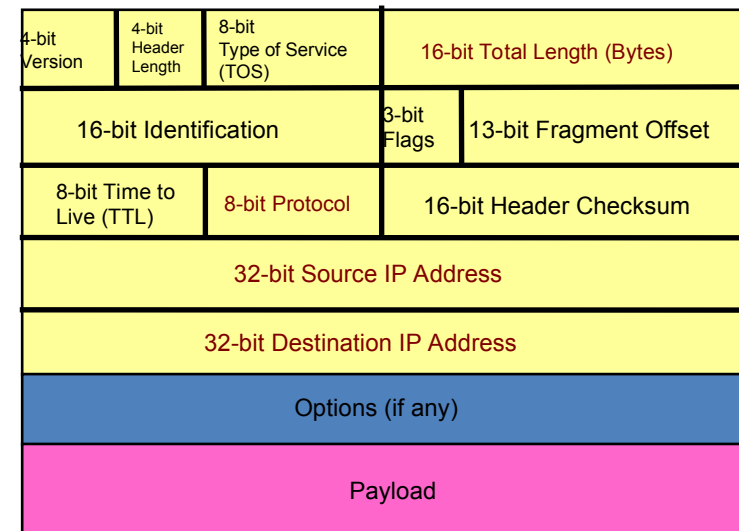 4-bit
Version
4-bit
Header
Length
8-bit
Type of Service
(TOS)
16-bit Total Length (Bytes)
16-bit Identification
3-bit
Flags
13-bit Fragment Offset
8-bit Time to
Live (TTL)
8-bit Protocol
16-bit Header Checksum
32-bit Source IP Address
32-bit Destination IP Address
Options (if any)
Payload